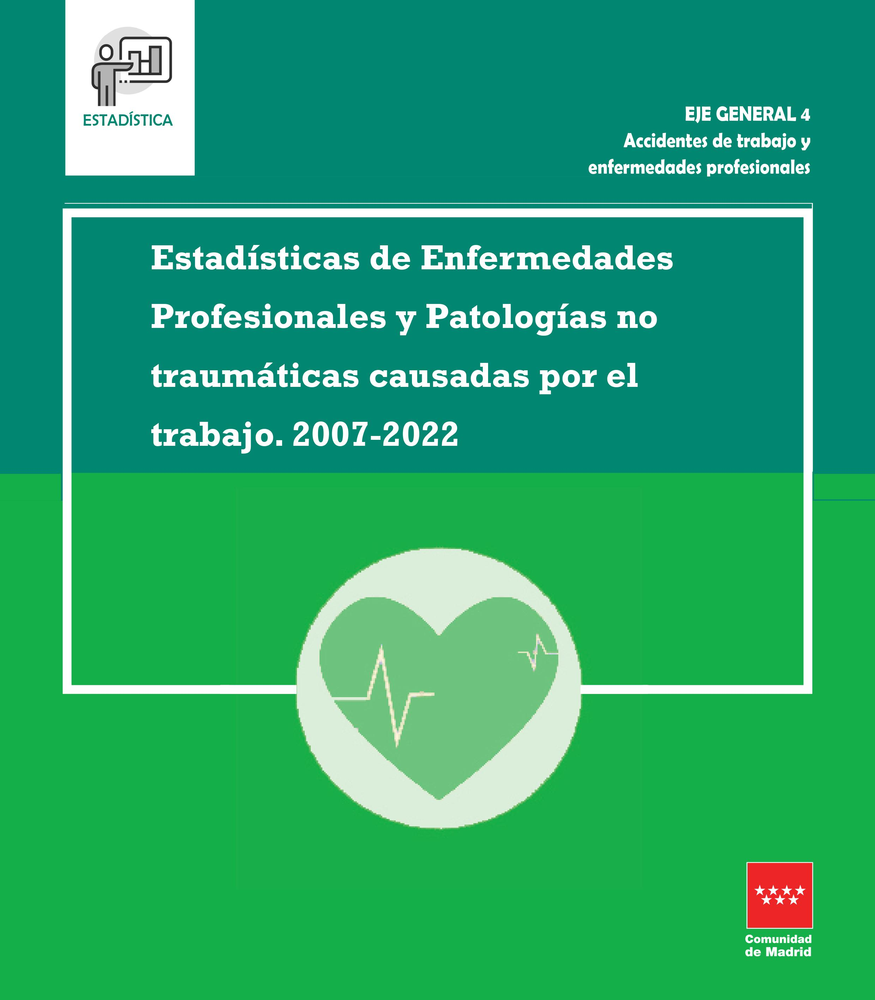 ESTADÍSTICA
EJE GENERAL 4
Accidentes de trabajo y
enfermedades profesionales
Estadísticas de Enfermedades
Profesionales y Patologías no
traumáticas causadas por el
trabajo. 2007-2022
Comunidad
de Madrid